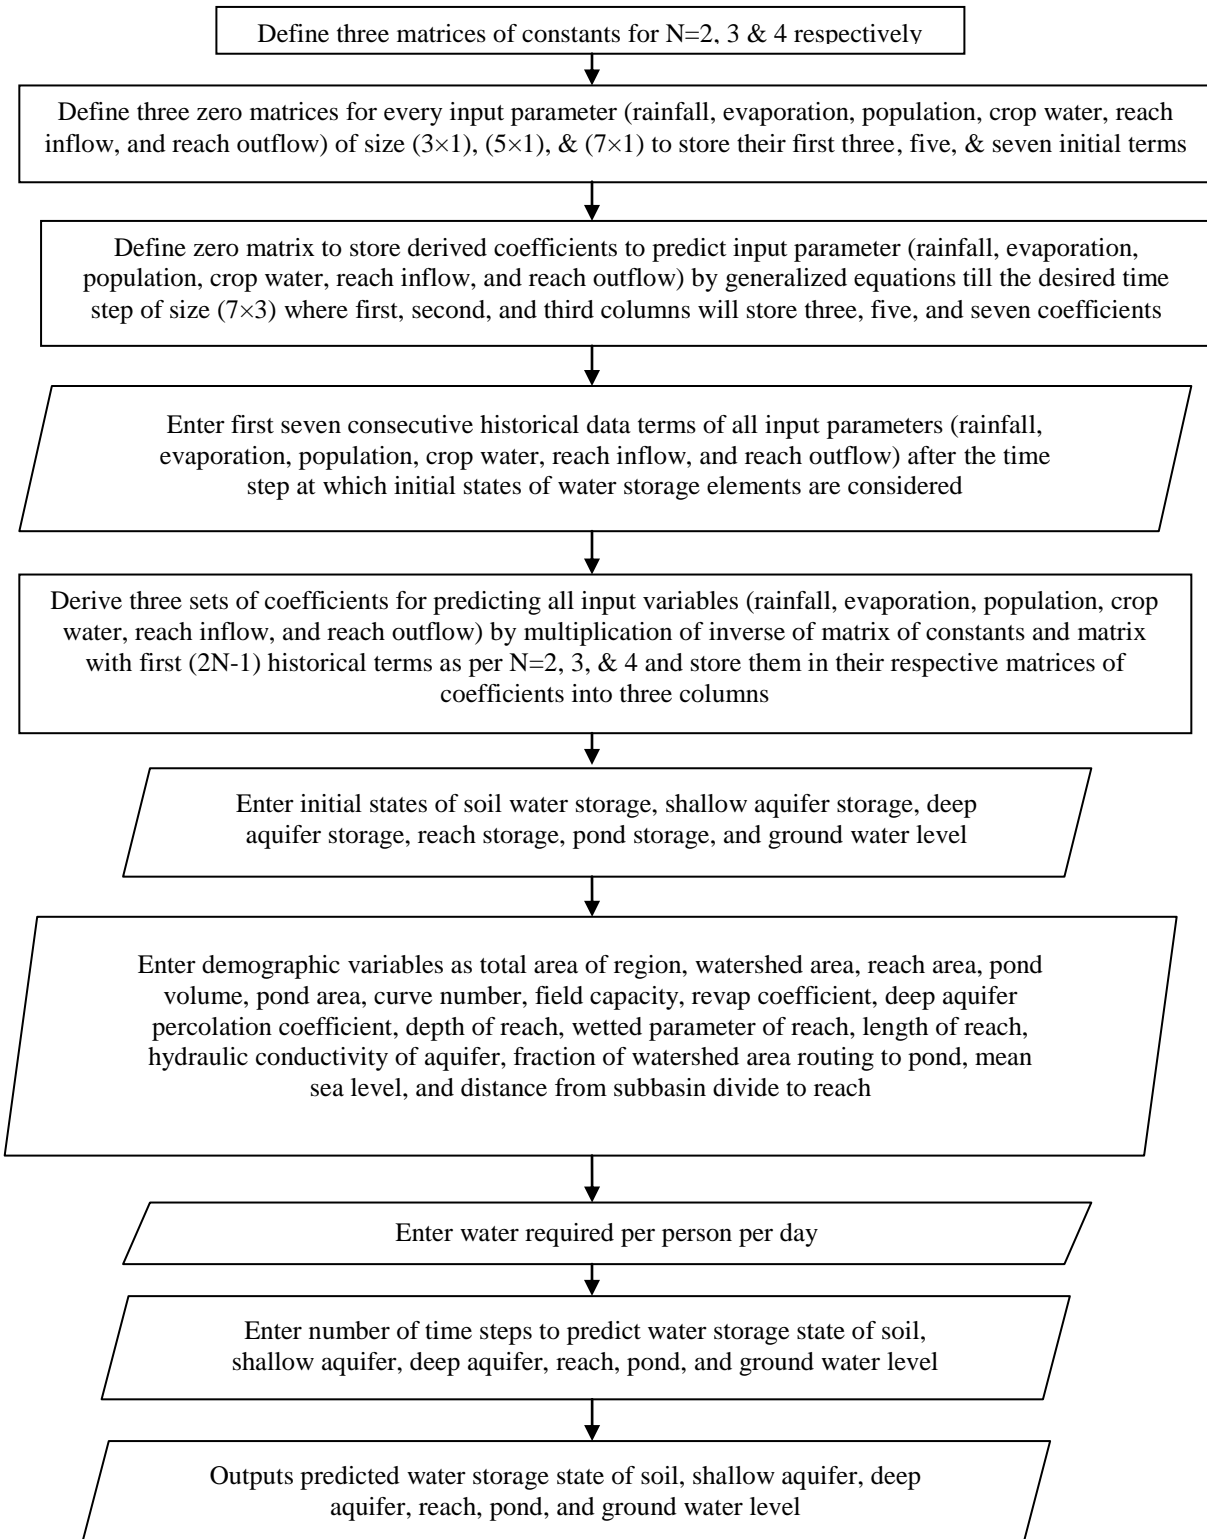 Define three matrices of constants for N=2, 3 & 4 respectively
Define three zero matrices for every input parameter (rainfall, evaporation, population, crop water, reach
inflow, and reach outflow) of size (3×1), (5×1), & (7×1) to store their first three, five, & seven initial terms
Define zero matrix to store derived coefficients to predict input parameter (rainfall, evaporation,
population, crop water, reach inflow, and reach outflow) by generalized equations till the desired time
step of size (7×3) where first, second, and third columns will store three, five, and seven coefficients
Enter first seven consecutive historical data terms of all input parameters (rainfall,
evaporation, population, crop water, reach inflow, and reach outflow) after the time
step at which initial states of water storage elements are considered
Derive three sets of coefficients for predicting all input variables (rainfall, evaporation, population, crop
water, reach inflow, and reach outflow) by multiplication of inverse of matrix of constants and matrix
with first (2N-1) historical terms as per N=2, 3, & 4 and store them in their respective matrices of
coefficients into three columns
Enter initial states of soil water storage, shallow aquifer storage, deep
aquifer storage, reach storage, pond storage, and ground water level
Enter demographic variables as total area of region, watershed area, reach area, pond
volume, pond area, curve number, field capacity, revap coefficient, deep aquifer
percolation coefficient, depth of reach, wetted parameter of reach, length of reach,
hydraulic conductivity of aquifer, fraction of watershed area routing to pond, mean
sea level, and distance from subbasin divide to reach
Enter water required per person per day
Enter number of time steps to predict water storage state of soil,
shallow aquifer, deep aquifer, reach, pond, and ground water level
Outputs predicted water storage state of soil, shallow aquifer, deep
aquifer, reach, pond, and ground water level